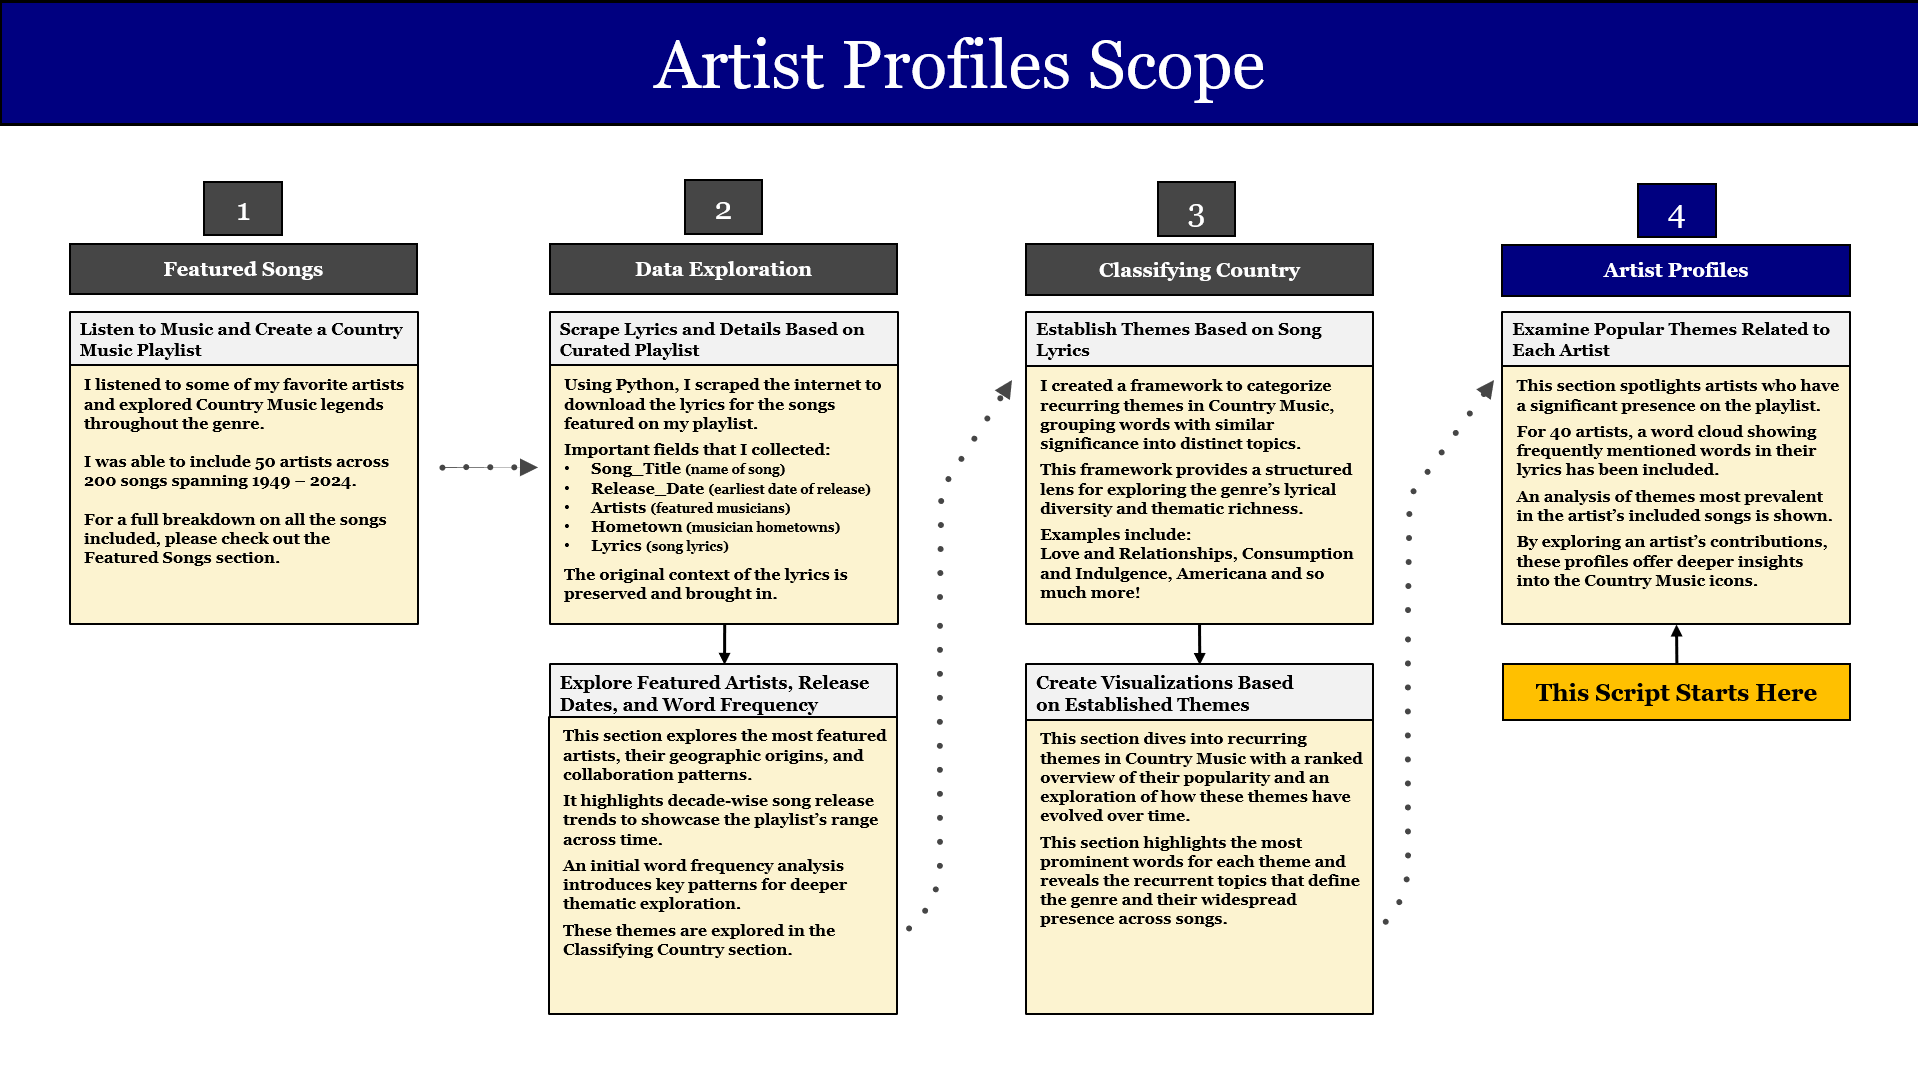 Artist Profiles Scope
1
Featured Songs
Listen to Music and Create a Country
Music Playlist
I listened to some of my favorite artists
and explored Country Music legends
throughout the genre.
I was able to include 50 artists across
200 songs spanning 1949 – 2024.
For a full breakdown on all the songs
included, please check out the
Featured Songs section.
2
Data Exploration
Scrape Lyrics and Details Based on
Curated Playlist
Using Python, I scraped the internet to
download the lyrics for the songs
featured on my playlist.
Important fields that I collected:
• Song_Title (name of song)
• Release_Date (earliest date of release)
• Artists (featured musicians)
• Hometown (musician hometowns)
• Lyrics (song lyrics)
The original context of the lyrics is
preserved and brought in.
Explore Featured Artists, Release
Dates, and Word Frequency
This section explores the most featured
artists, their geographic origins, and
collaboration patterns.
It highlights decade-wise song release
trends to showcase the playlist’s range
across time.
An initial word frequency analysis
introduces key patterns for deeper
thematic exploration.
These themes are explored in the
Classifying Country section.
3
Classifying Country
Establish Themes Based on Song
Lyrics
I created a framework to categorize
recurring themes in Country Music,
grouping words with similar
significance into distinct topics.
This framework provides a structured
lens for exploring the genre’s lyrical
diversity and thematic richness.
Examples include:
Love and Relationships, Consumption
and Indulgence, Americana and so
much more!
Create Visualizations Based
on Established Themes
This section dives into recurring
themes in Country Music with a ranked
overview of their popularity and an
exploration of how these themes have
evolved over time.
This section highlights the most
prominent words for each theme and
reveals the recurrent topics that define
the genre and their widespread
presence across songs.
4
Artist Profiles
Examine Popular Themes Related to
Each Artist
This section spotlights artists who have
a significant presence on the playlist.
For 40 artists, a word cloud showing
frequently mentioned words in their
lyrics has been included.
An analysis of themes most prevalent
in the artist’s included songs is shown.
By exploring an artist’s contributions,
these profiles offer deeper insights
into the Country Music icons.
This Script Starts Here